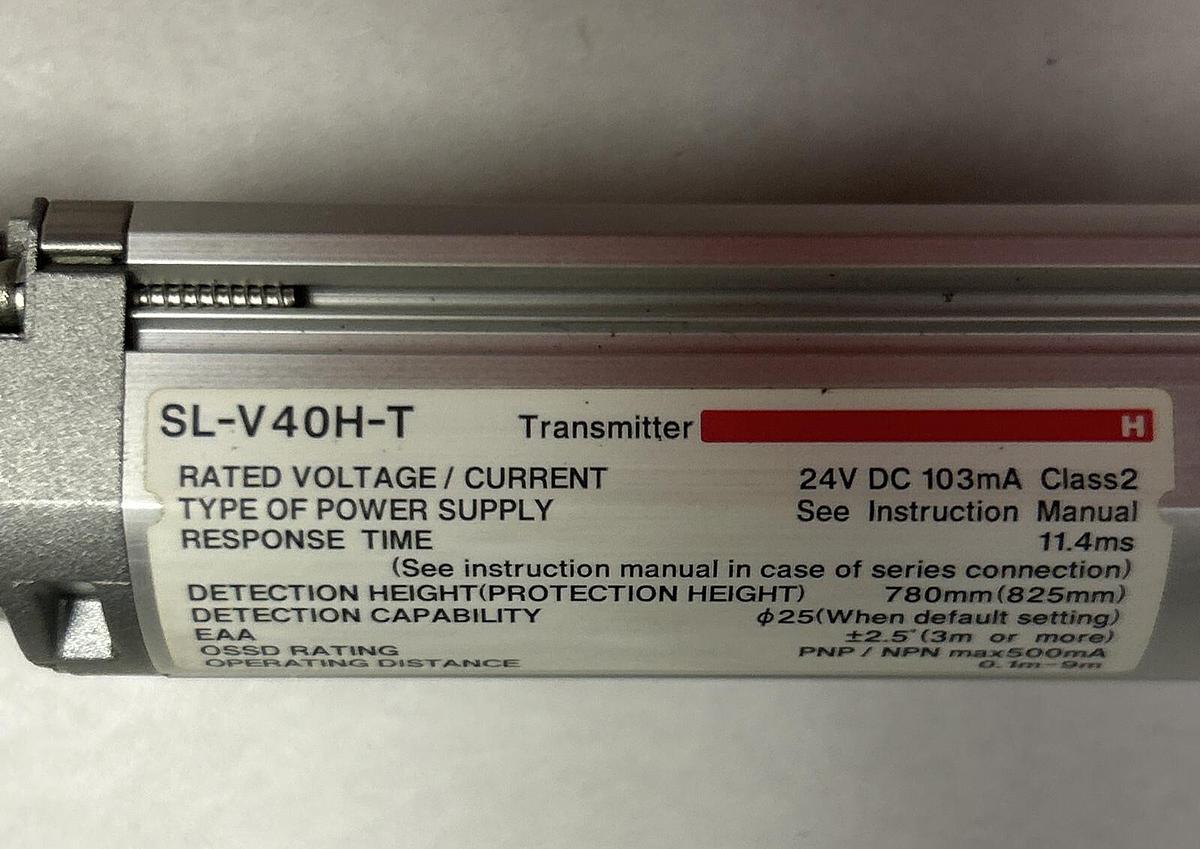 SL-V40H-T Transmitter H
RATED VOLTAGE / CURRENT 24V DC 103mA Class2
TYPE OF POWER SUPPLY See Instruction Manual
RESPONSE TIME 11.4ms
(See instruction manual in case of series connection)
DETECTION HEIGHT(PROTECTION HEIGHT) 780mm(825mm)
DETECTION CAPABILITY ϕ25(When default setting)
EAA ±2.5°(3m or more)
OSSD RATING PNP / NPN max500mA
OPERATING DISTANCE 0.1m-9m